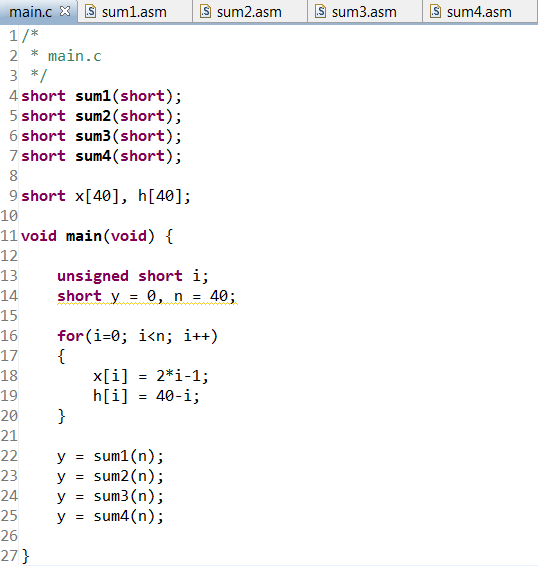 main.c sum1.asm sum2.asm sum3.asm sum4.asm
1 /*
2  * main.c
3  */
4 short sum1(short);
5 short sum2(short);
6 short sum3(short);
7 short sum4(short);
8
9 short x[40], h[40];
10
11 void main(void) {
12
13     unsigned short i;
14     short y = 0, n = 40;
15
16     for(i=0; i<n; i++)
17     {
18         x[i] = 2*i-1;
19         h[i] = 40-i;
20     }
21
22     y = sum1(n);
23     y = sum2(n);
24     y = sum3(n);
25     y = sum4(n);
26
27 }